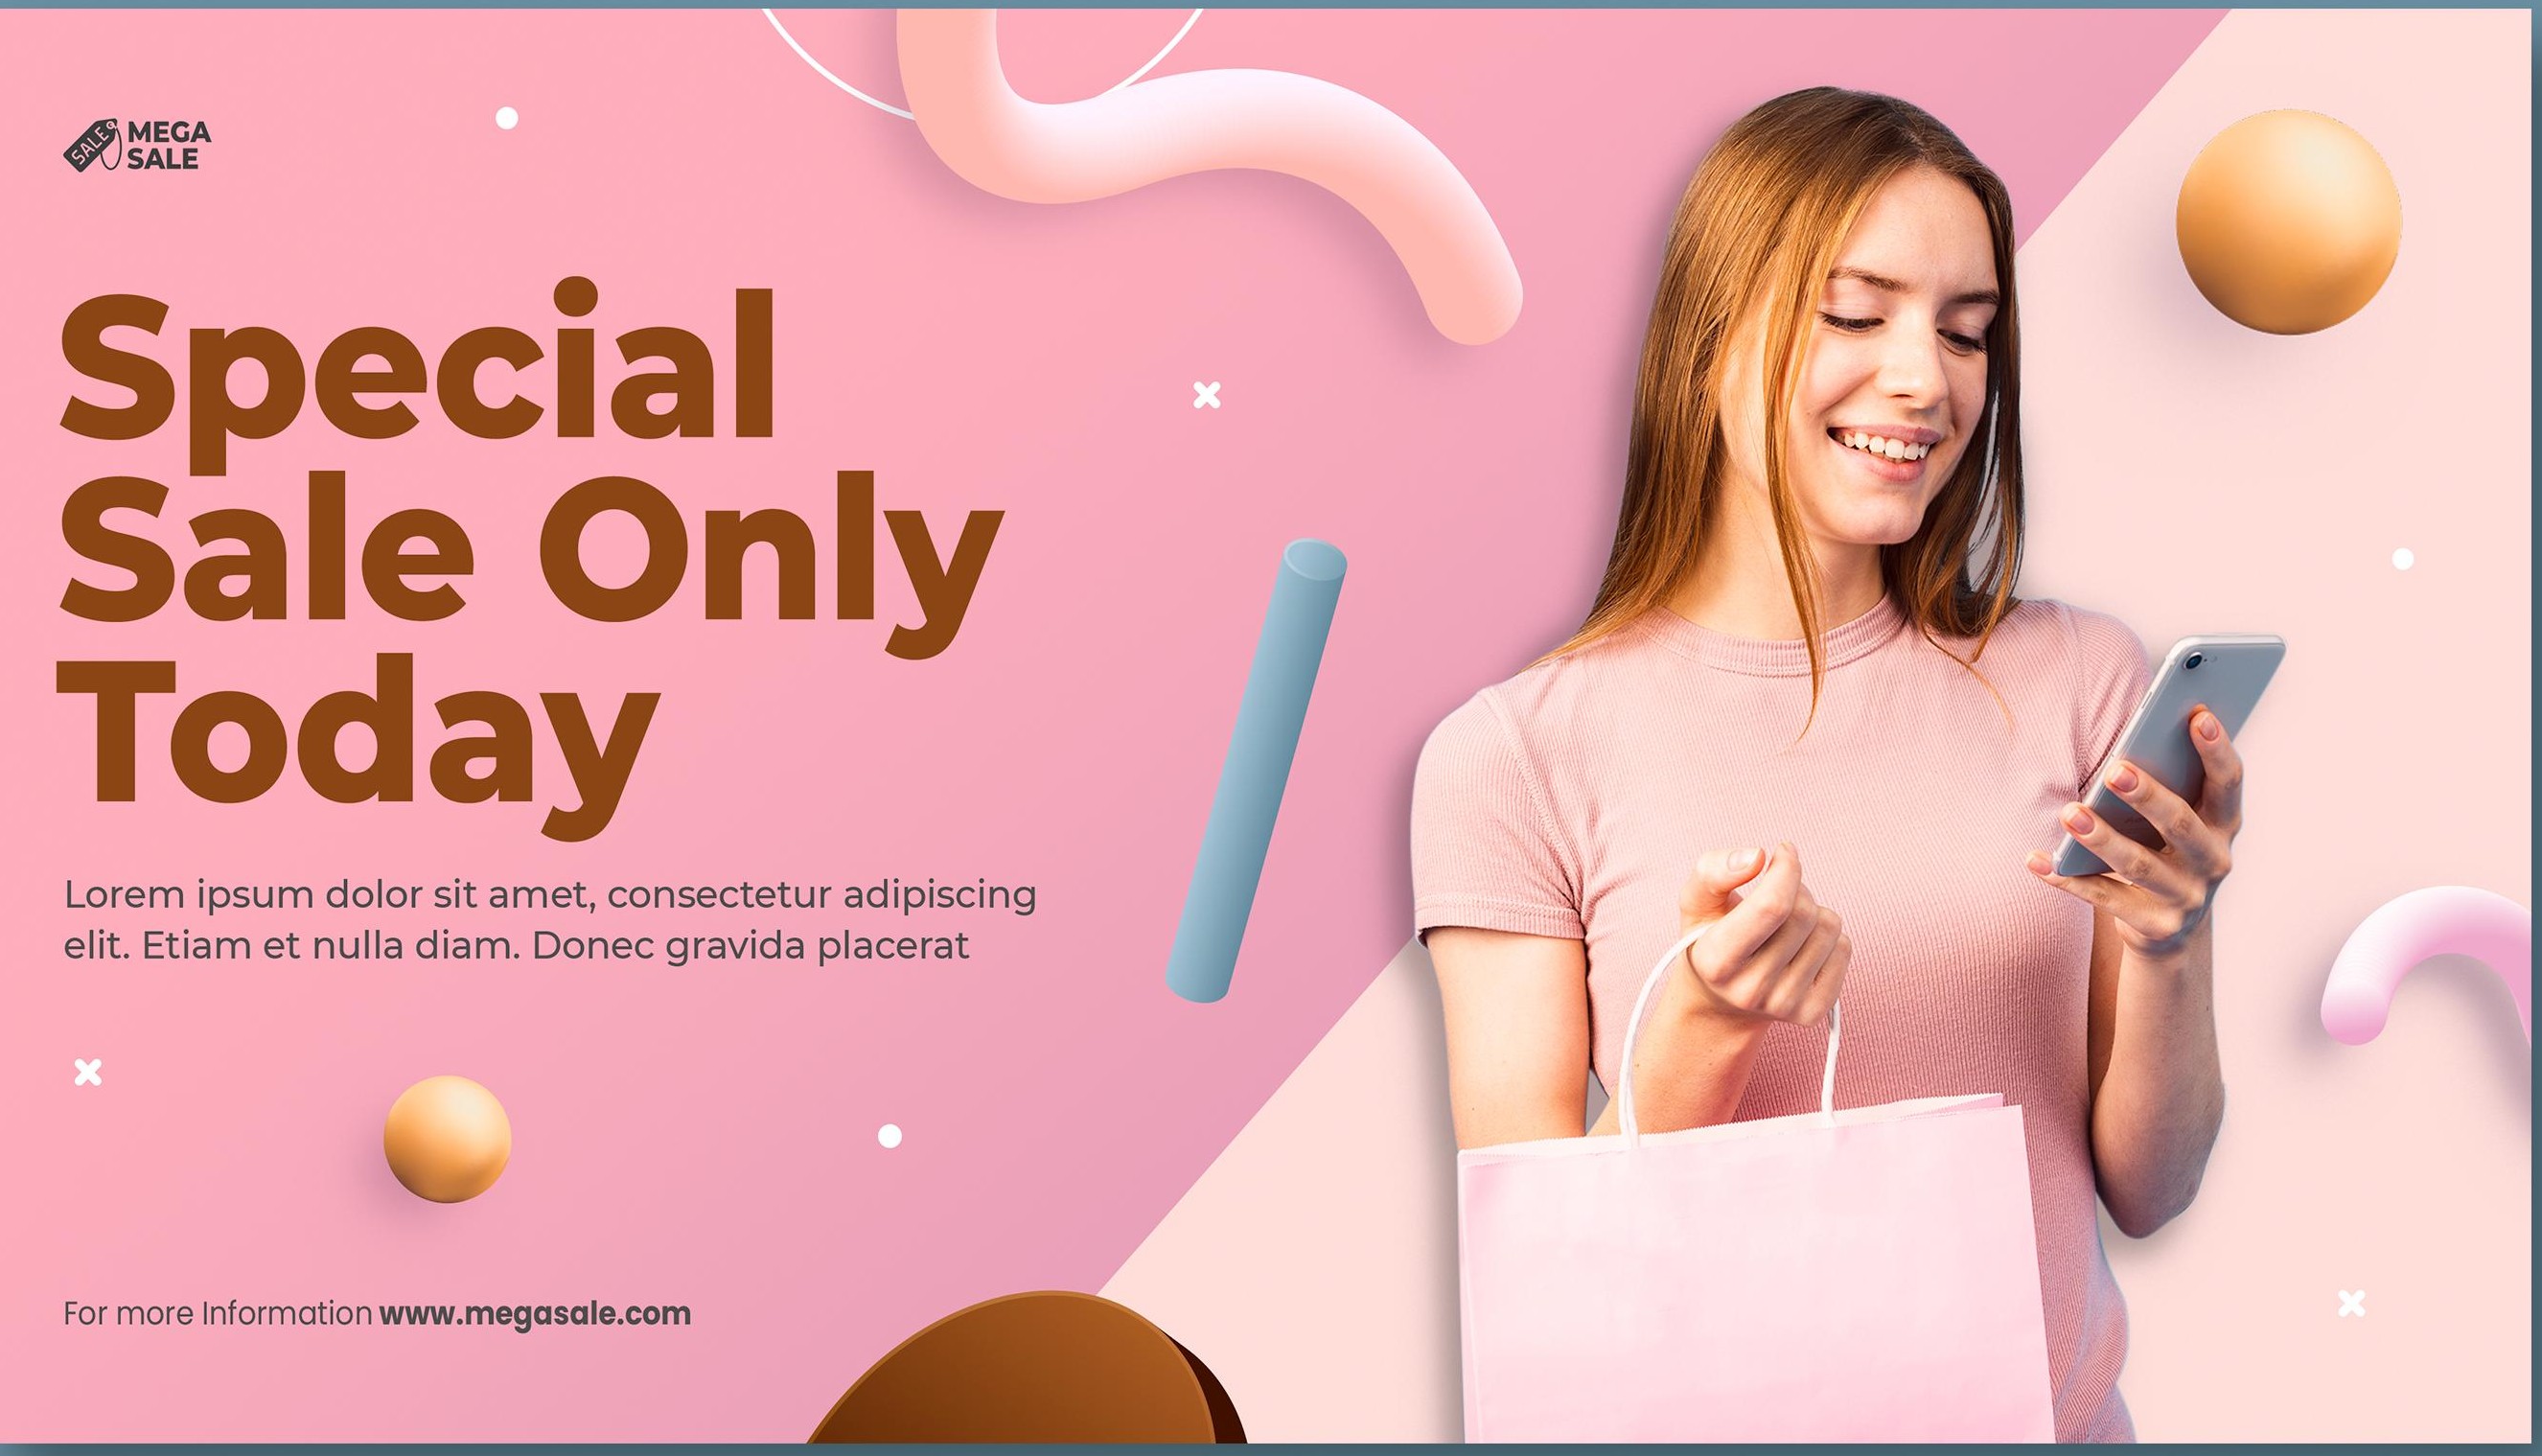 SALE
MEGA
SALE
Special
Sale Only
Today
Lorem ipsum dolor sit amet, consectetur adipiscing
elit. Etiam et nulla diam. Donec gravida placerat
For more Information www.megasale.com